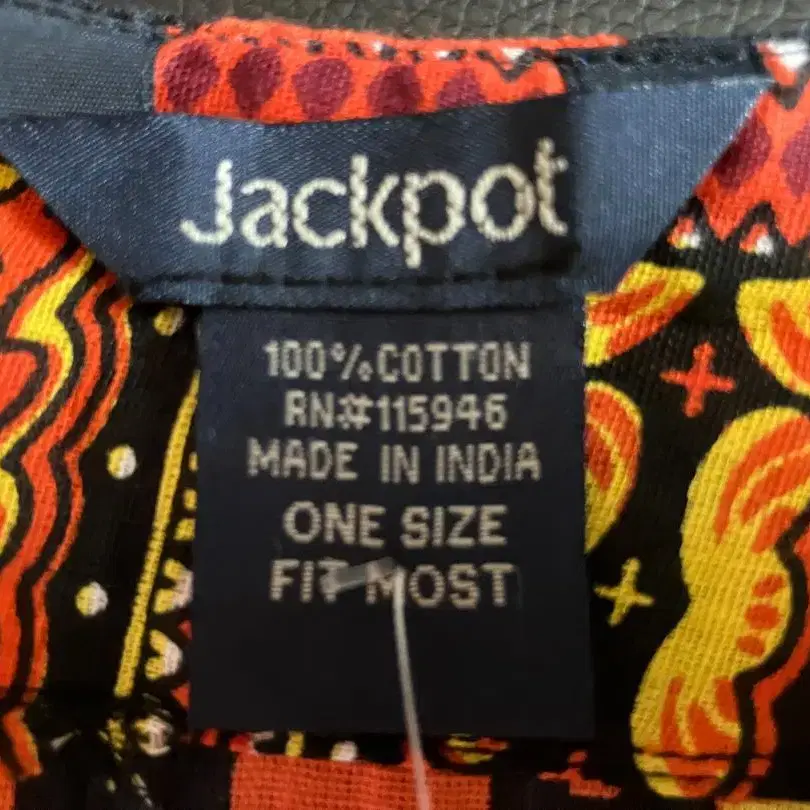 Jackpot
100% COTTON
RN#115946
MADE IN INDIA
ONE SIZE
FIT MOST